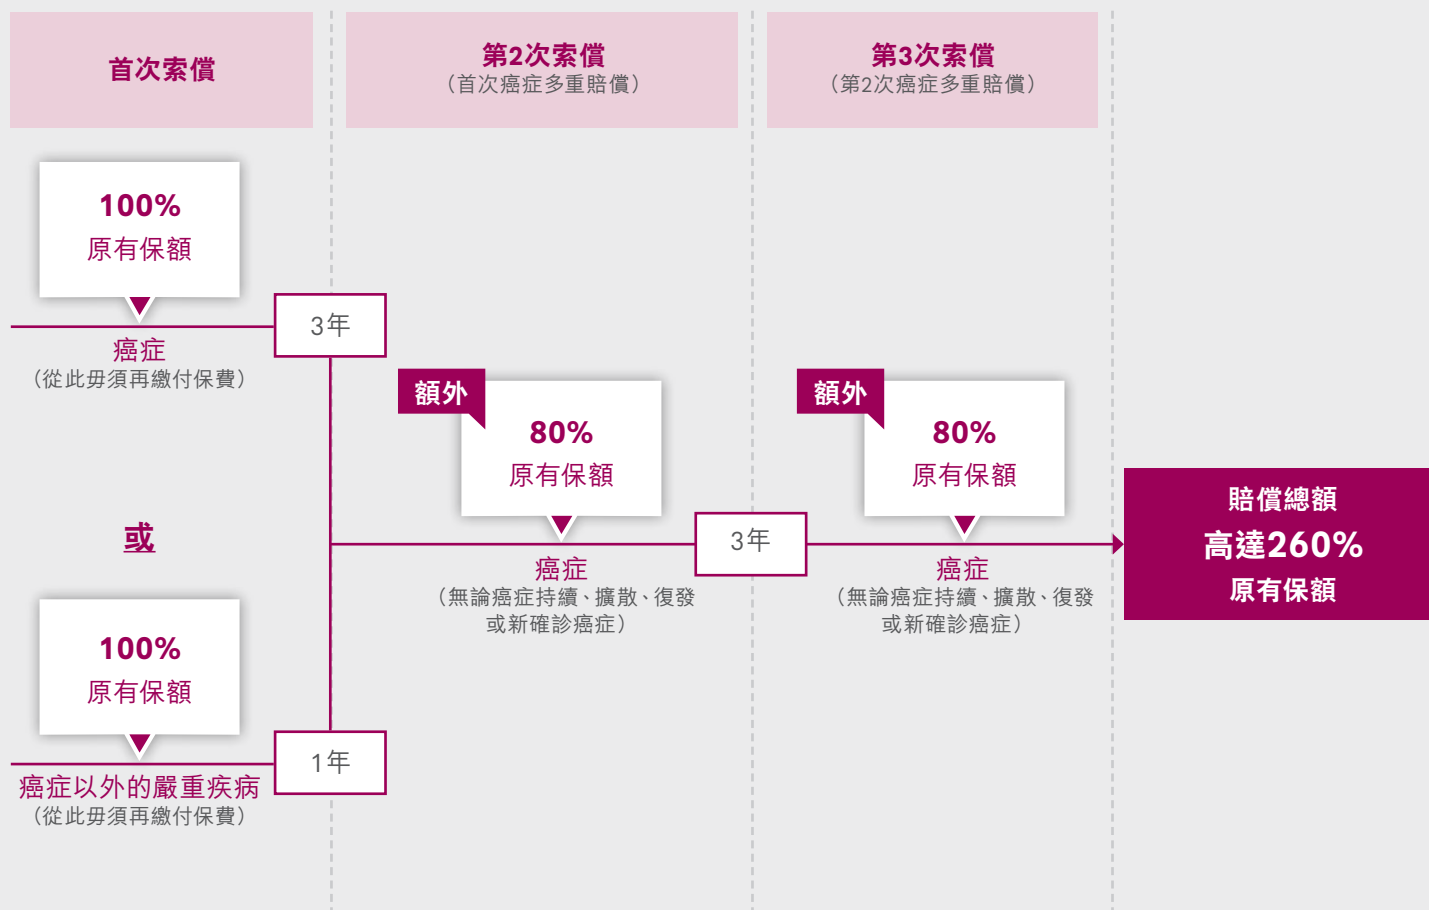 首次索償
第2次索償
（首次癌症多重賠償）
第3次索償
（第2次癌症多重賠償）
100%
原有保額
3年
癌症
（從此毋須再繳付保費）
額外
80%
原有保額
3年
癌症
（無論癌症持續、擴散、復發
或新確診癌症）
額外
80%
原有保額
癌症
（無論癌症持續、擴散、復發
或新確診癌症）
賠償總額
高達260%
原有保額
或
100%
原有保額
1年
癌症以外的嚴重疾病
（從此毋須再繳付保費）